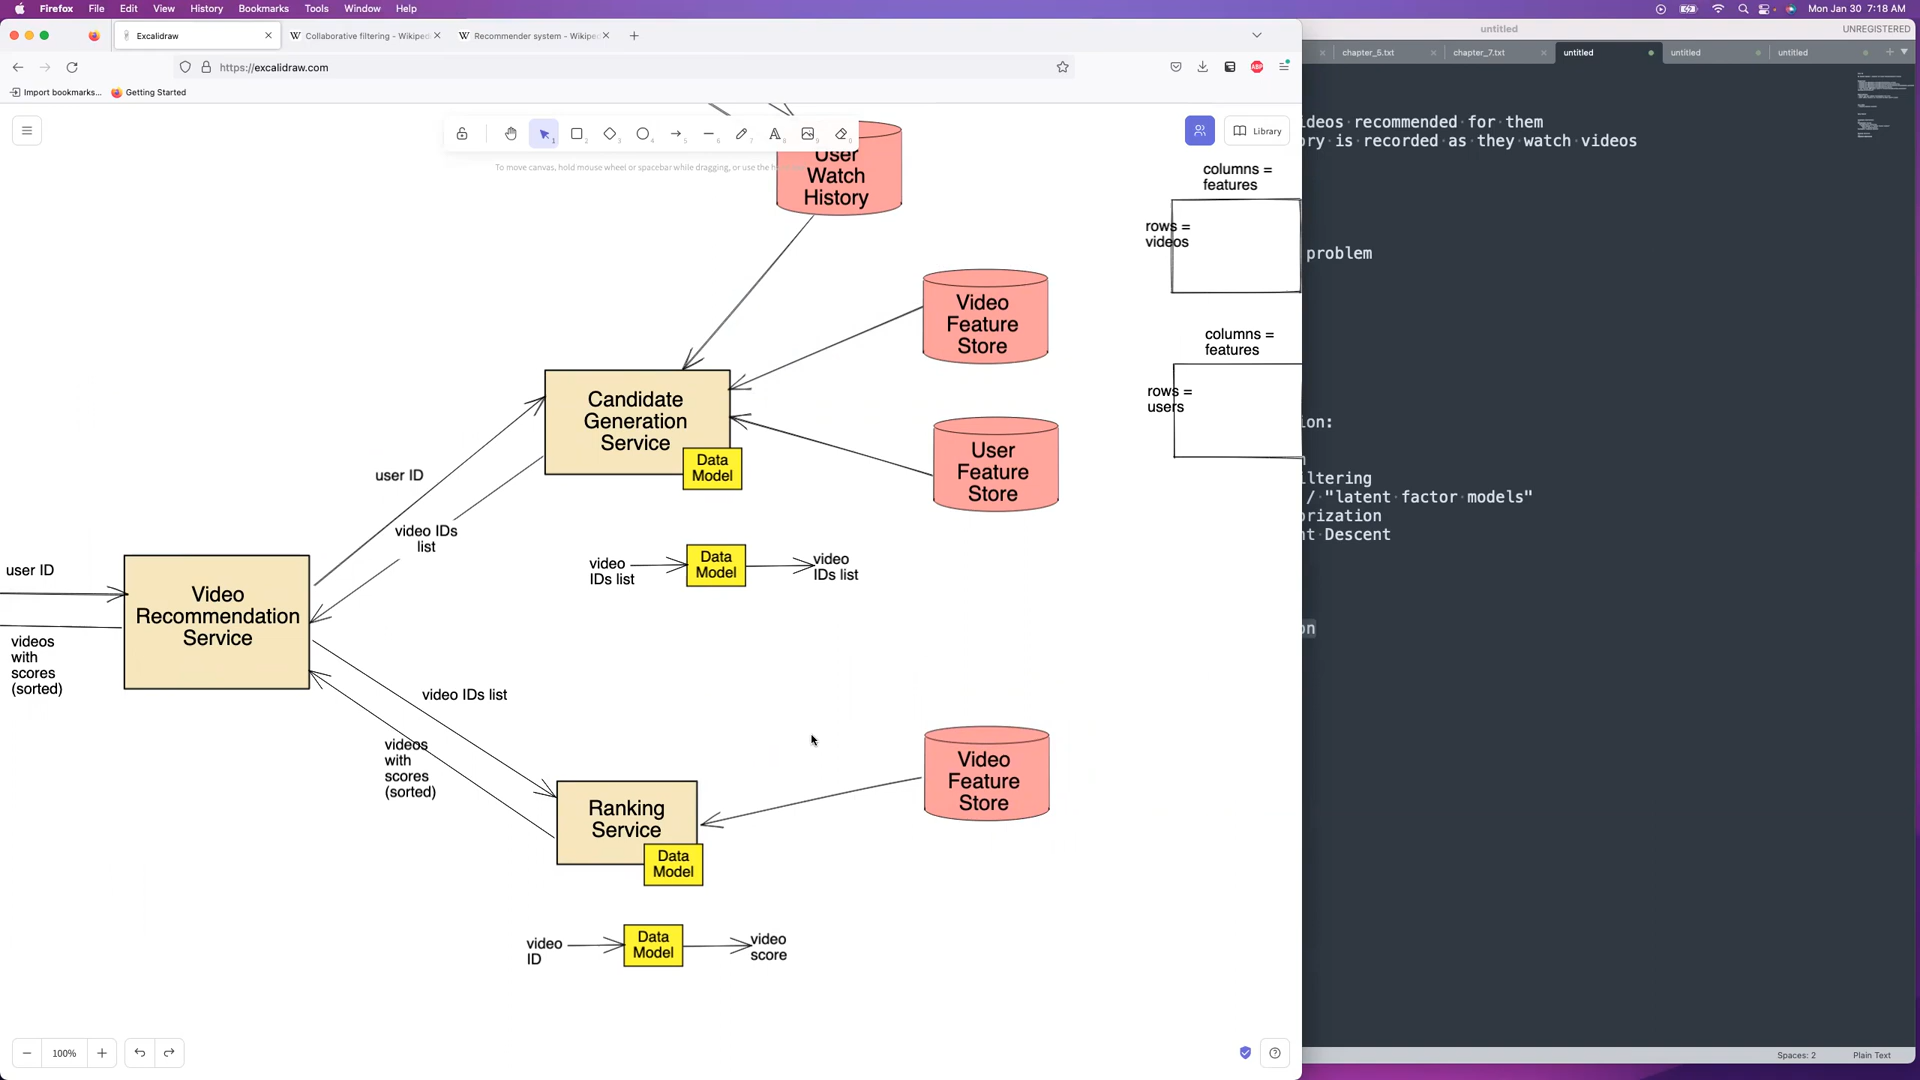 Firefox File Edit View History Bookmarks Tools Window Help
Mon Jan 30 7:18 AM
Excalidraw
Collaborative filtering - Wikiped
Recommender system - Wikipe
https://excalidraw.com
Import bookmarks...
Getting Started
Library
To move canvas, hold mouse wheel or spacebar while dragging, or use the
User
Watch
History
Video
Feature
Store
User
Feature
Store
columns =
features
rows =
videos
columns =
features
rows =
users
Candidate
Generation
Service
Data
Model
user ID
video IDs
list
video
IDs list
Data
Model
video
IDs list
user ID
videos
with
scores
(sorted)
Video
Recommendation
Service
video IDs list
videos
with
scores
(sorted)
Ranking
Service
Data
Model
Video
Feature
Store
video
ID
Data
Model
video
score
100%
untitled
UNREGISTERED
chapter_6.txt
chapter_7.txt
untitled
untitled
untitled
ideos recommended for them
ory is recorded as they watch videos
problem
ion:
n
iltering
/ "latent factor models"
orization
nt Descent
on
Spaces: 2
Plain Text